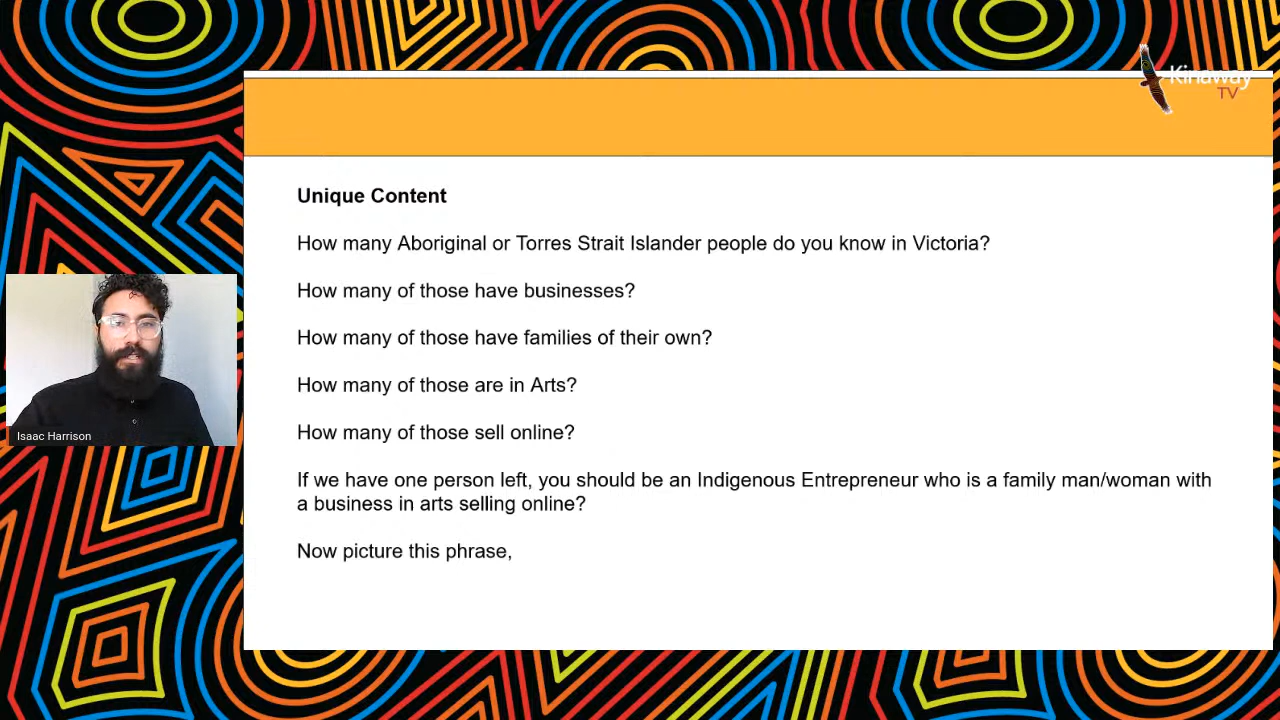 Kinaway
TV
Unique Content
How many Aboriginal or Torres Strait Islander people do you know in Victoria?
How many of those have businesses?
How many of those have families of their own?
How many of those are in Arts?
How many of those sell online?
If we have one person left, you should be an Indigenous Entrepreneur who is a family man/woman with
a business in arts selling online?
Now picture this phrase,
Isaac Harrison